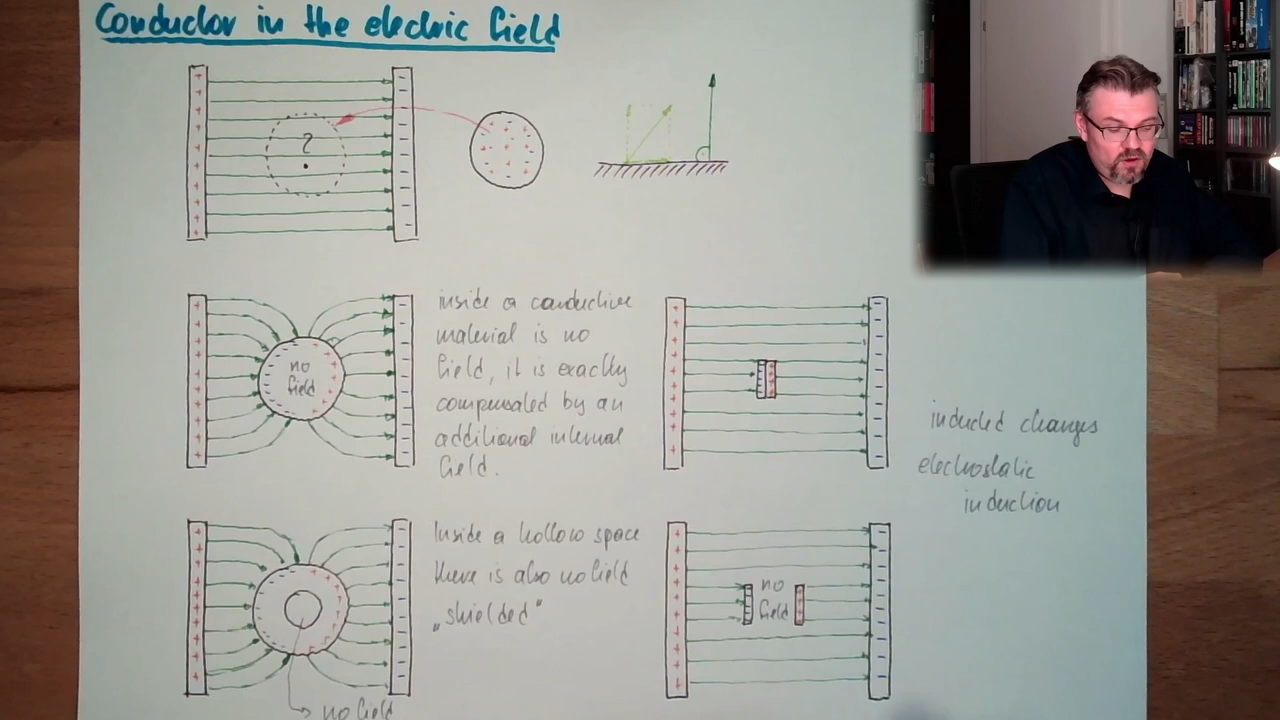 Conductor in the electric field
?
no
field
inside a conductive
material is no
field, it is exactly
compensated by an
additional internal
field.
induced changes
electrostatic
induction
Inside a hollow space
there is also no field
„shielded"
no
field
no field